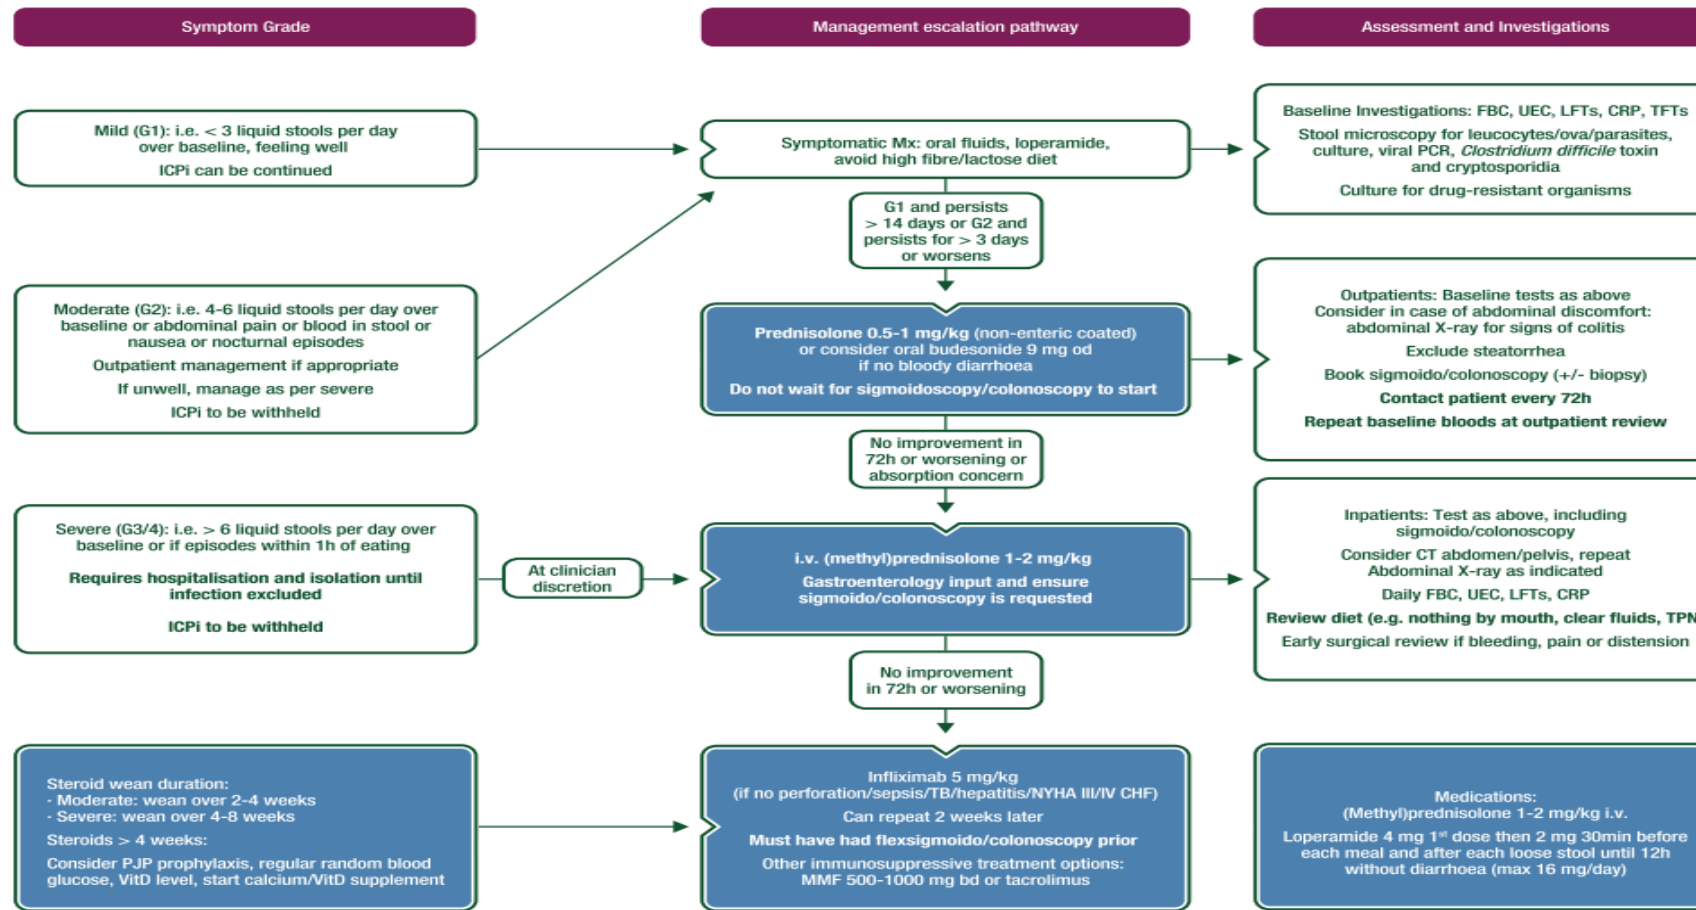 Symptom Grade
Management escalation pathway
Assessment and Investigations
Mild (G1): i.e. < 3 liquid stools per day
over baseline, feeling well
ICPi can be continued
Symptomatic Mx: oral fluids, loperamide,
avoid high fibre/lactose diet
Baseline Investigations: FBC, UEC, LFTs, CRP, TFTs
Stool microscopy for leucocytes/ova/parasites,
culture, viral PCR, Clostridium difficile toxin
and cryptosporidia
Culture for drug-resistant organisms
G1 and persists
> 14 days or G2 and
persists for > 3 days
or worsens
Moderate (G2): i.e. 4-6 liquid stools per day over
baseline or abdominal pain or blood in stool or
nausea or nocturnal episodes
Outpatient management if appropriate
If unwell, manage as per severe
ICPi to be withheld
Prednisolone 0.5-1 mg/kg (non-enteric coated)
or consider oral budesonide 9 mg od
if no bloody diarrhoea
Do not wait for sigmoidoscopy/colonoscopy to start
Outpatients: Baseline tests as above
Consider in case of abdominal discomfort:
abdominal X-ray for signs of colitis
Exclude steatorrhea
Book sigmoido/colonoscopy (+/- biopsy)
Contact patient every 72h
Repeat baseline bloods at outpatient review
No improvement in
72h or worsening or
absorption concern
Severe (G3/4): i.e. > 6 liquid stools per day over
baseline or if episodes within 1h of eating
Requires hospitalisation and isolation until
infection excluded
ICPi to be withheld
At clinician
discretion
i.v. (methyl)prednisolone 1-2 mg/kg
Gastroenterology input and ensure
sigmoido/colonoscopy is requested
Inpatients: Test as above, including
sigmoido/colonoscopy
Consider CT abdomen/pelvis, repeat
Abdominal X-ray as indicated
Daily FBC, UEC, LFTs, CRP
Review diet (e.g. nothing by mouth, clear fluids, TPN
Early surgical review if bleeding, pain or distension
No improvement
in 72h or worsening
Steroid wean duration:
- Moderate: wean over 2-4 weeks
- Severe: wean over 4-8 weeks
Steroids > 4 weeks:
Consider PJP prophylaxis, regular random blood
glucose, VitD level, start calcium/VitD supplement
Infliximab 5 mg/kg
(if no perforation/sepsis/TB/hepatitis/NYHA III/IV CHF)
Can repeat 2 weeks later
Must have had flexsigmoido/colonoscopy prior
Other immunosuppressive treatment options:
MMF 500-1000 mg bd or tacrolimus
Medications:
(Methyl)prednisolone 1-2 mg/kg i.v.
Loperamide 4 mg 1st dose then 2 mg 30min before
each meal and after each loose stool until 12h
without diarrhoea (max 16 mg/day)